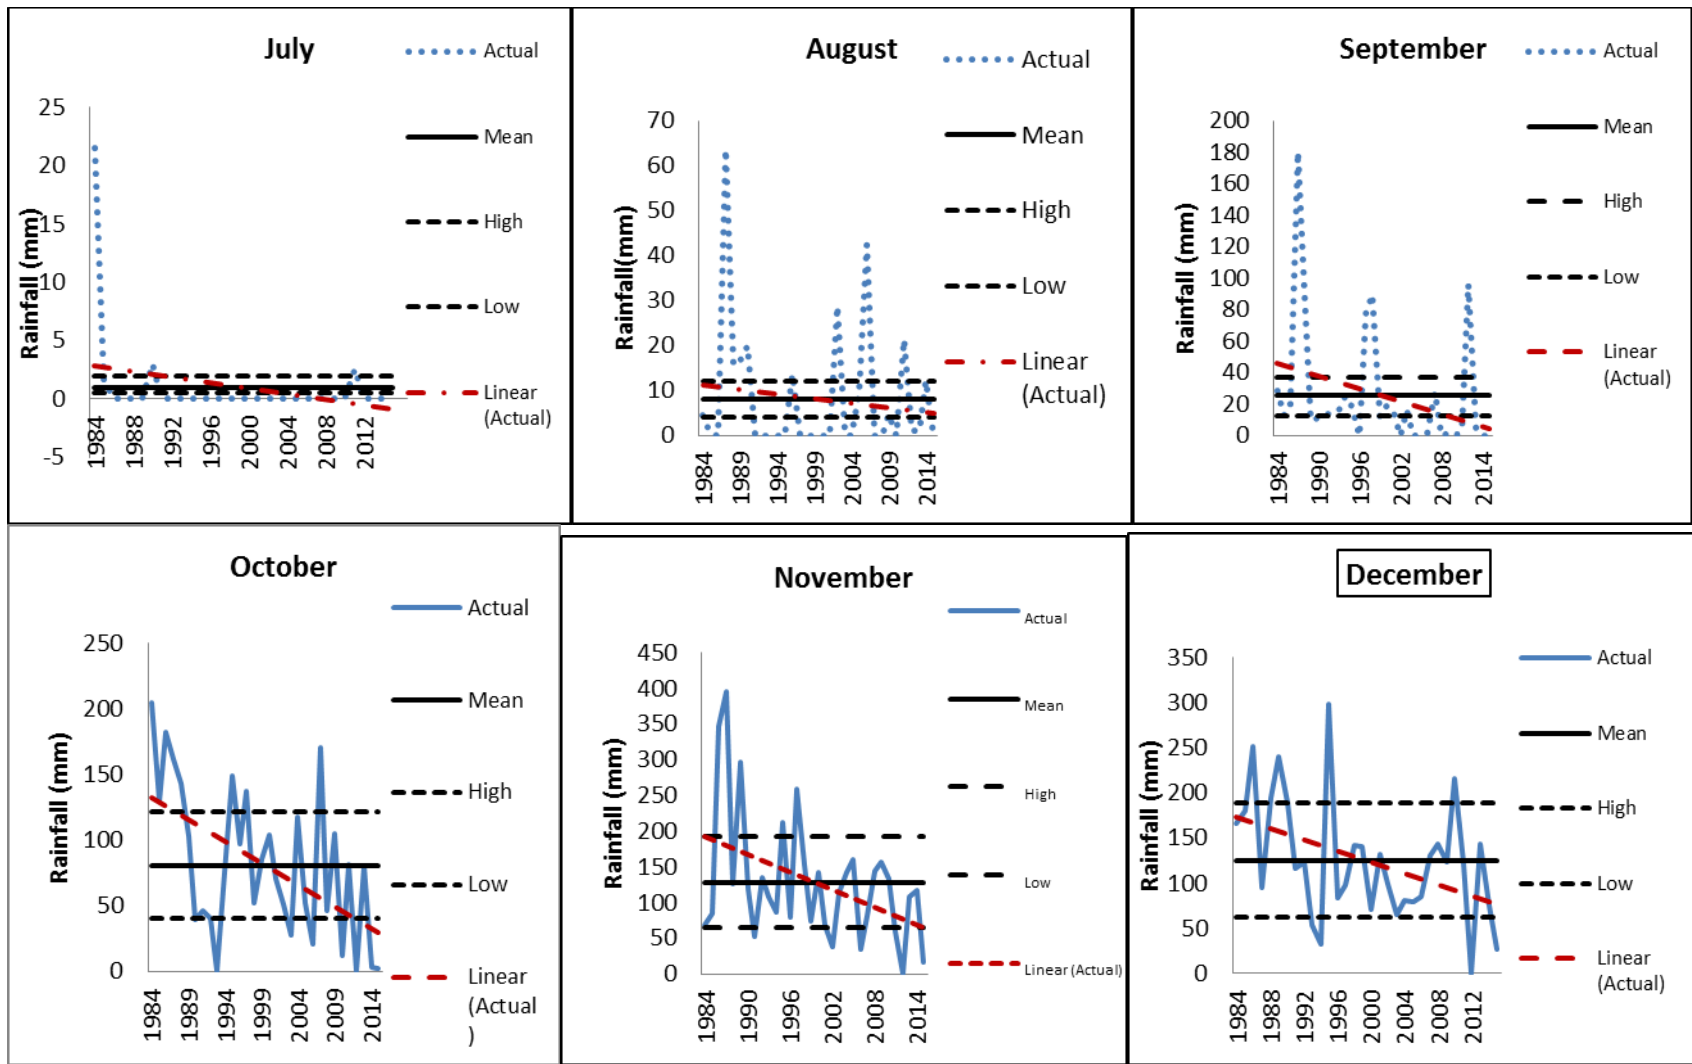 July
Actual
Mean
High
Low
Linear
(Actual)
Rainfall (mm)
25
20
15
10
5
0
-5
1984
1988
1992
1996
2000
2004
2008
2012
August
Actual
Mean
High
Low
Linear
(Actual)
Rainfall(mm)
70
60
50
40
30
20
10
0
1984
1989
1994
1999
2004
2009
2014
September
Actual
Mean
High
Low
Linear
(Actual)
Rainfall (mm)
200
180
160
140
120
100
80
60
40
20
0
1984
1990
1996
2002
2008
2014
October
Actual
Mean
High
Low
Linear
(Actual
)
Rainfall (mm)
250
200
150
100
50
0
1984
1989
1994
1999
2004
2009
2014
November
Actual
Mean
High
Low
Linear (Actual)
Rainfall (mm)
450
400
350
300
250
200
150
100
50
0
1984
1990
1996
2002
2008
2014
December
Actual
Mean
High
Low
Linear
(Actual)
Rainfall (mm)
350
300
250
200
150
100
50
0
1984
1988
1992
1996
2000
2004
2008
2012